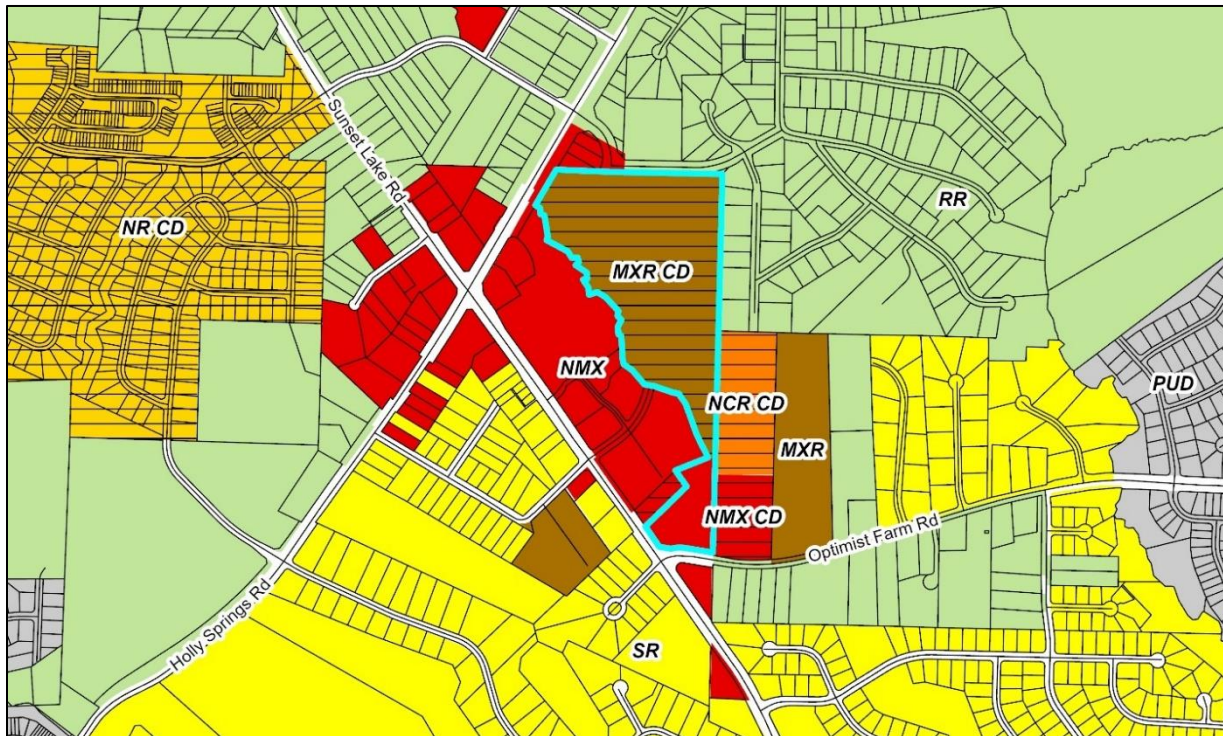 Sunset Lake Rd
NR CD
RR
MXR CD
NMX
NCR CD
PUD
MXR
NMX CD
Optimist Farm Rd
Holly Springs Rd
SR